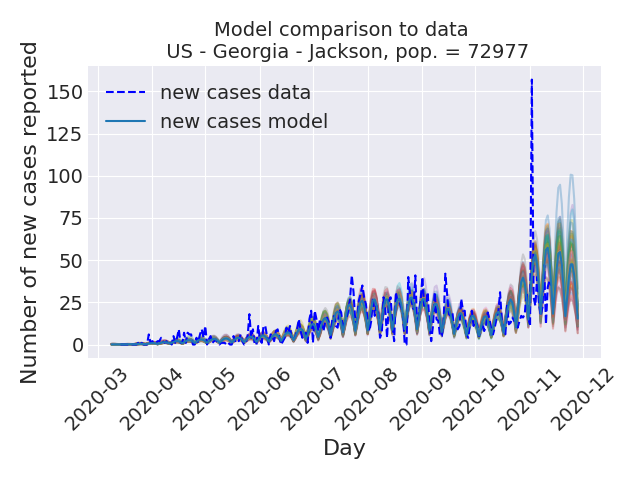 Model comparison to data
US - Georgia - Jackson, pop. = 72977
Number of new cases reported
150
125
100
75
50
25
0
new cases data
new cases model
2020-03
2020-04
2020-05
2020-06
2020-07
2020-08
2020-09
2020-10
2020-11
2020-12
Day